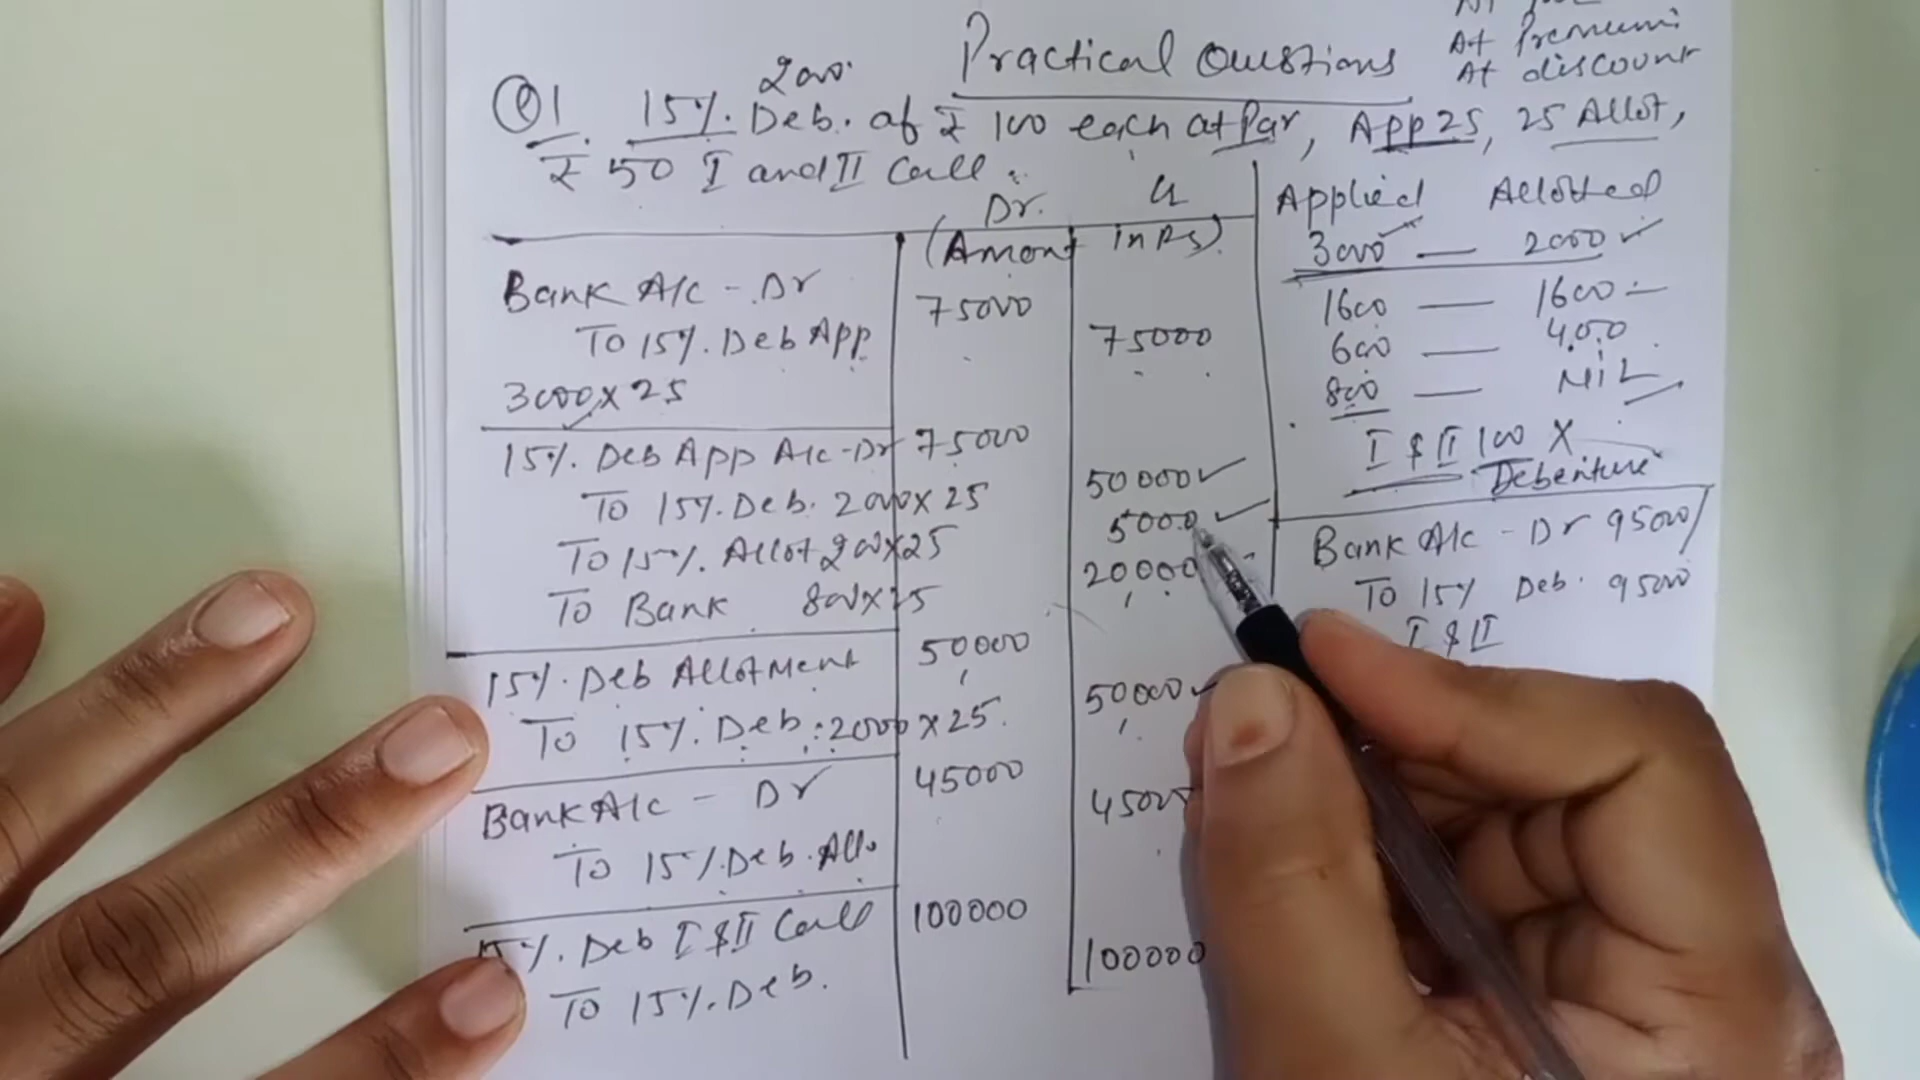 Practical Questions
At Premium
At discount
2000
Q1 15%. Deb. of ₹ 100 each at Par, App 25, 25 Allot,
₹ 50 I and II Call.
Dr.
(Amont in Rs)
Bank A/c - Dr 75000
To 15%. Deb App 75000
3000 x 25
15%. Deb App A/c - Dr 75000
To 15%. Deb. 2000 x 25 50000
To 15%. Allot 200 x 25 5000
To Bank 800 x 25 20000
15%. Deb Allotment 50000
To 15%. Deb : 2000 x 25. 50000
Bank A/c - Dr 45000
To 15%. Deb. Allo 45000
15%. Deb I $ II Call 100000
To 15%. Deb. 100000
Applied Allotted
3000 — 2000
1600 — 1600
600 — 400
800 — NIL
I $ II 100 X
Debenture
Bank A/c - Dr 95000/
To 15% Deb. 95000
I $ II